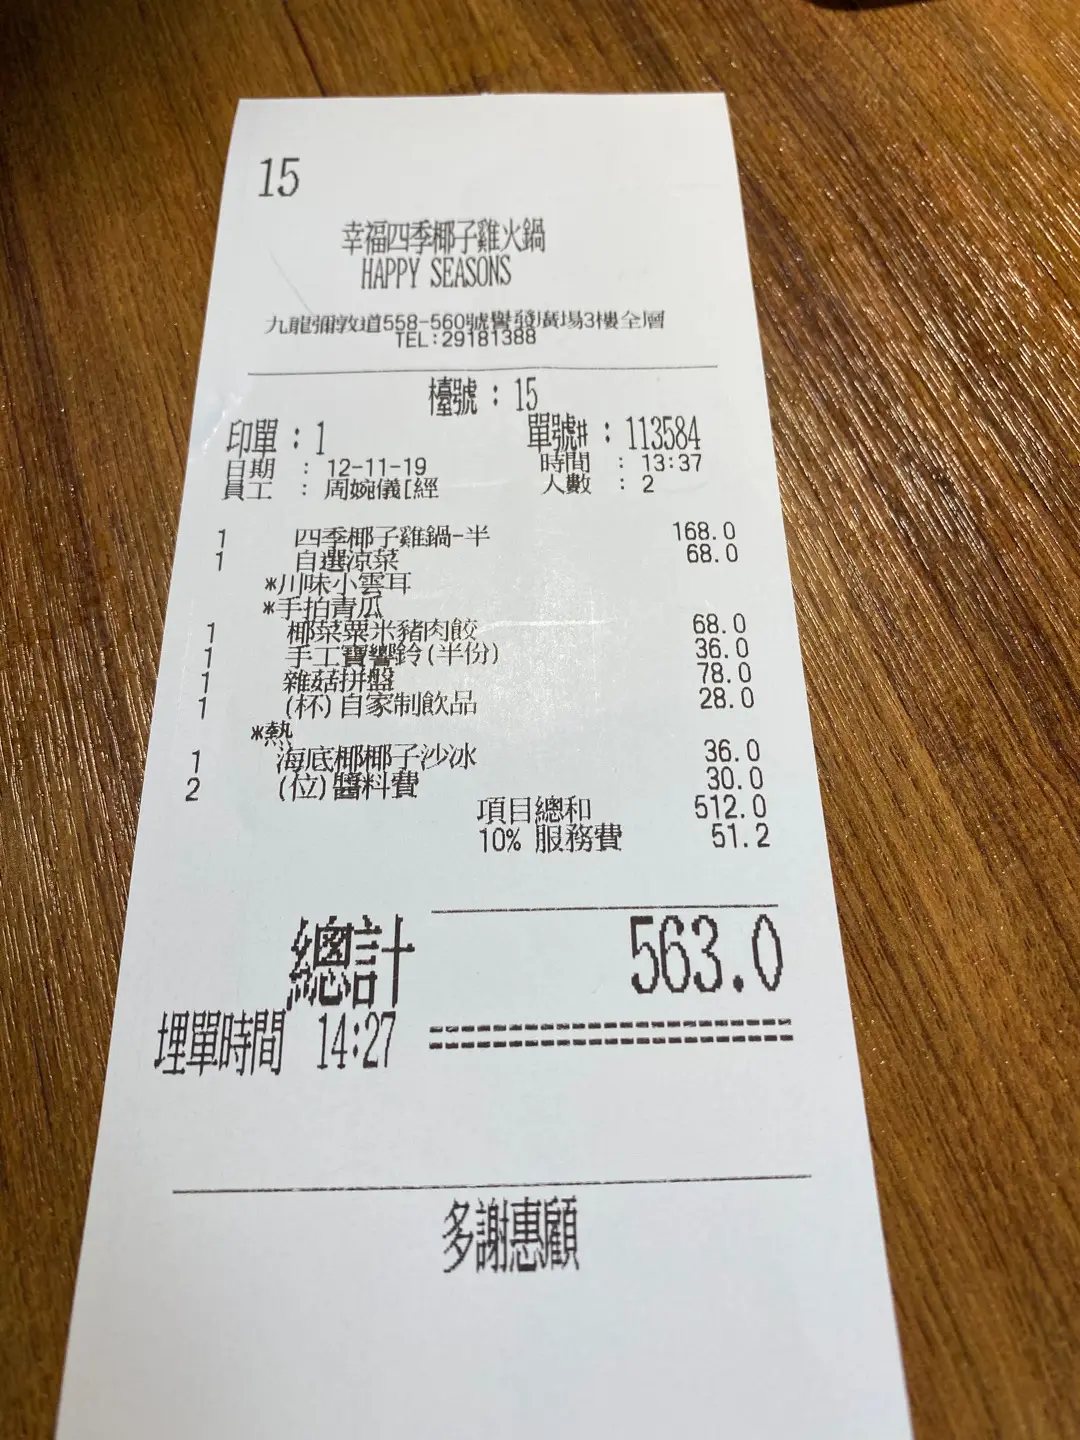 15
幸福四季椰子雞火鍋
HAPPY SEASONS
九龍彌敦道558-560號譽發廣場3樓全層
TEL:29181388
檯號 : 15
印單 : 1 單號# : 113584
日期 : 12-11-19 時間 : 13:37
員工 : 周婉儀[經 人數 : 2
1 四季椰子雞鍋-半 168.0
1 自選涼菜 68.0
*川味小雲耳
*手拍青瓜
1 椰菜粟米豬肉餃 68.0
1 手工寶響鈴(半份) 36.0
1 雜菇拼盤 78.0
1 (杯)自家制飲品 28.0
*熱
1 海底椰椰子沙冰 36.0
2 (位)醬料費 30.0
項目總和 512.0
10% 服務費 51.2
總計 563.0
埋單時間 14:27
多謝惠顧